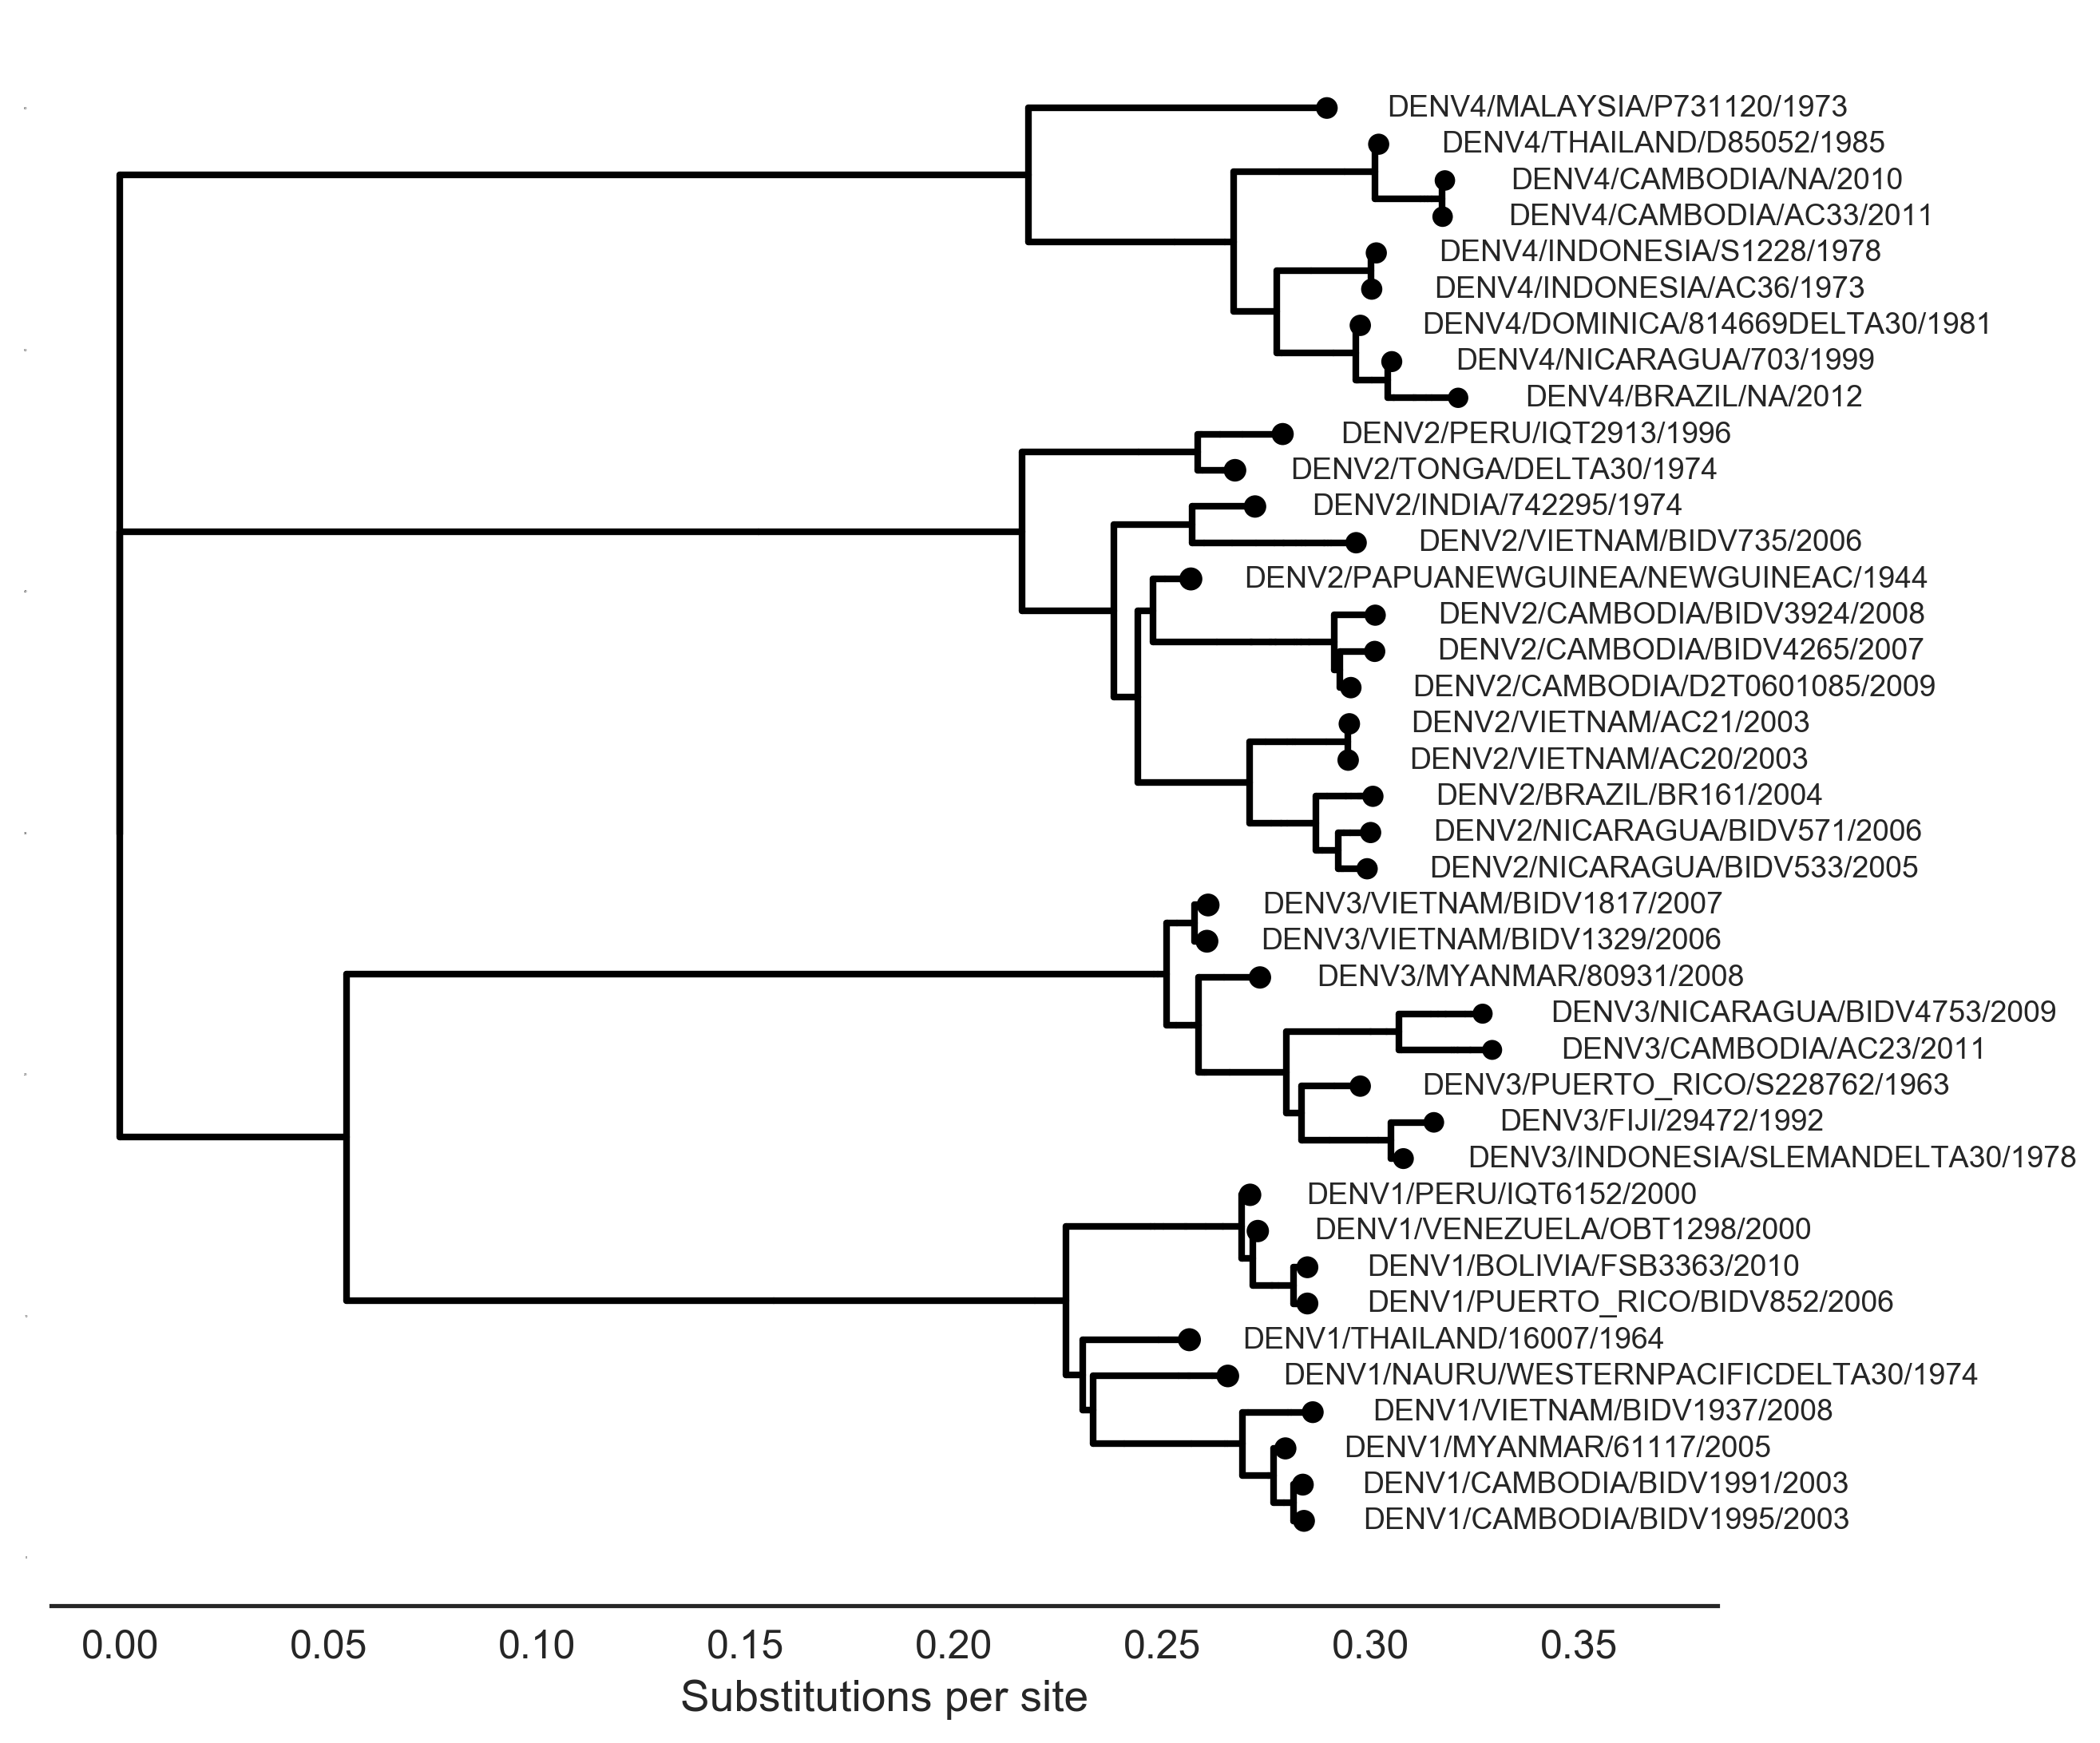 DENV4/MALAYSIA/P731120/1973
DENV4/THAILAND/D85052/1985
DENV4/CAMBODIA/NA/2010
DENV4/CAMBODIA/AC33/2011
DENV4/INDONESIA/S1228/1978
DENV4/INDONESIA/AC36/1973
DENV4/DOMINICA/814669DELTA30/1981
DENV4/NICARAGUA/703/1999
DENV4/BRAZIL/NA/2012
DENV2/PERU/IQT2913/1996
DENV2/TONGA/DELTA30/1974
DENV2/INDIA/742295/1974
DENV2/VIETNAM/BIDV735/2006
DENV2/PAPUANEWGUINEA/NEWGUINEAC/1944
DENV2/CAMBODIA/BIDV3924/2008
DENV2/CAMBODIA/BIDV4265/2007
DENV2/CAMBODIA/D2T0601085/2009
DENV2/VIETNAM/AC21/2003
DENV2/VIETNAM/AC20/2003
DENV2/BRAZIL/BR161/2004
DENV2/NICARAGUA/BIDV571/2006
DENV2/NICARAGUA/BIDV533/2005
DENV3/VIETNAM/BIDV1817/2007
DENV3/VIETNAM/BIDV1329/2006
DENV3/MYANMAR/80931/2008
DENV3/NICARAGUA/BIDV4753/2009
DENV3/CAMBODIA/AC23/2011
DENV3/PUERTO_RICO/S228762/1963
DENV3/FIJI/29472/1992
DENV3/INDONESIA/SLEMANDELTA30/1978
DENV1/PERU/IQT6152/2000
DENV1/VENEZUELA/OBT1298/2000
DENV1/BOLIVIA/FSB3363/2010
DENV1/PUERTO_RICO/BIDV852/2006
DENV1/THAILAND/16007/1964
DENV1/NAURU/WESTERNPACIFICDELTA30/1974
DENV1/VIETNAM/BIDV1937/2008
DENV1/MYANMAR/61117/2005
DENV1/CAMBODIA/BIDV1991/2003
DENV1/CAMBODIA/BIDV1995/2003
0.00 0.05 0.10 0.15 0.20 0.25 0.30 0.35
Substitutions per site